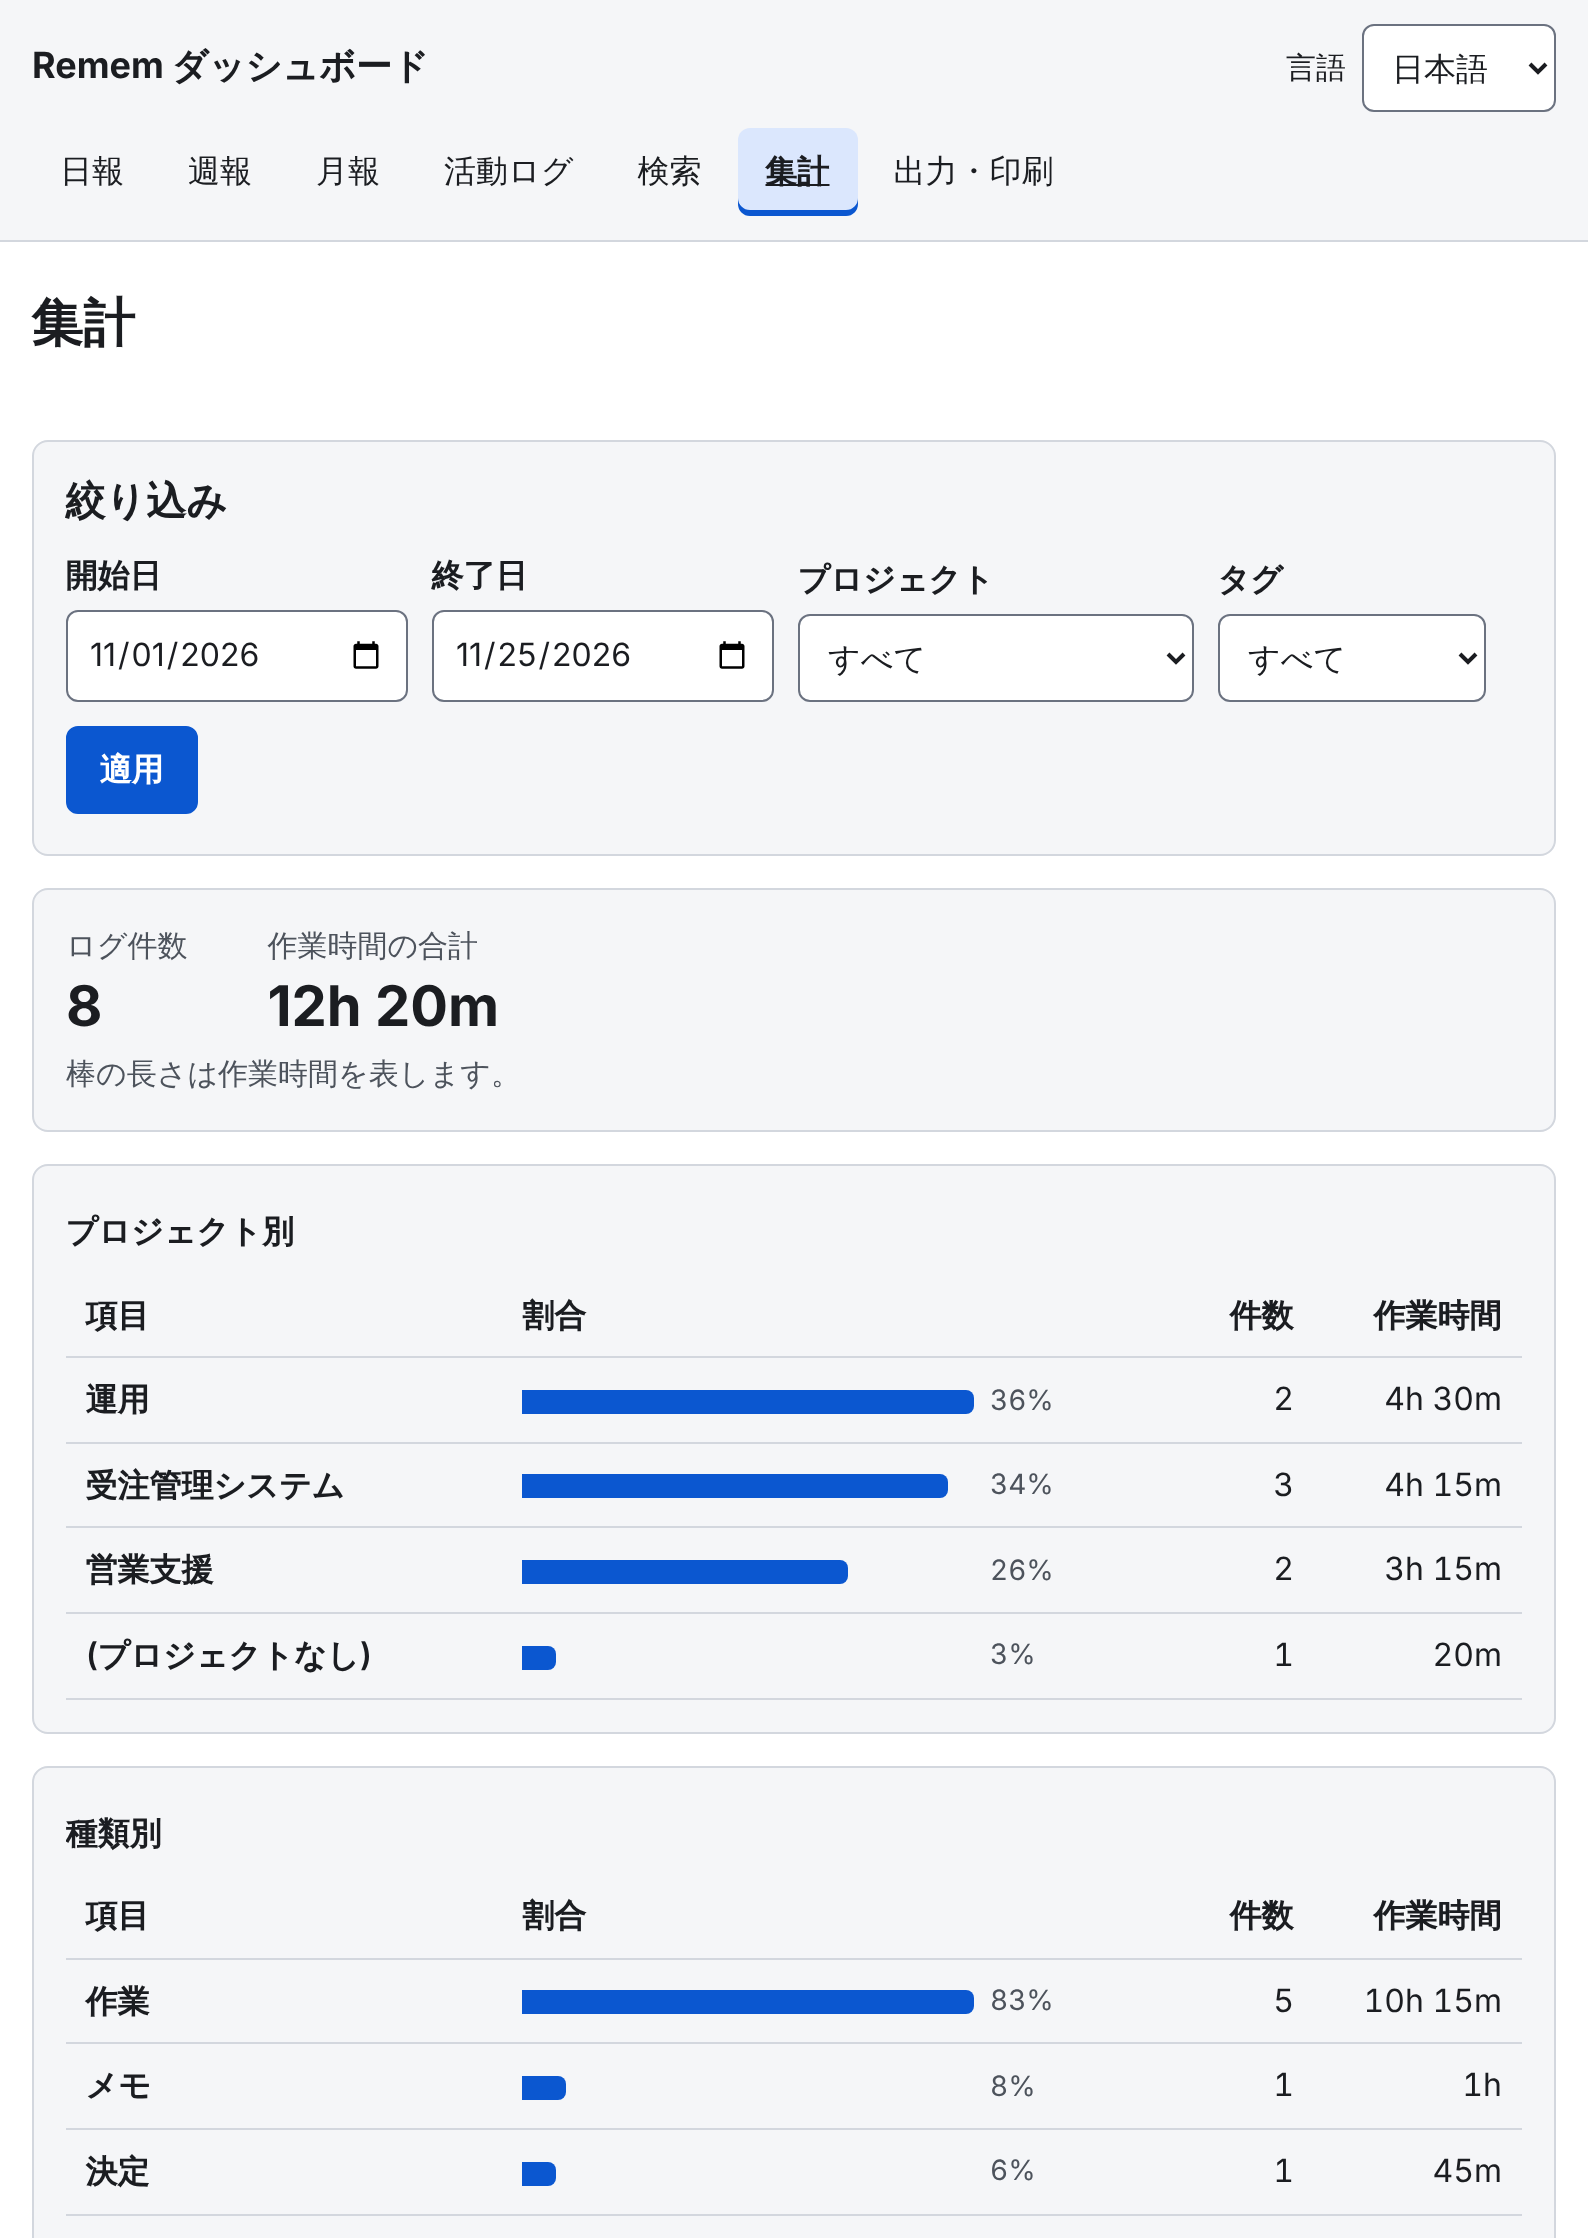 Remem ダッシュボード
言語 日本語
日報 週報 月報 活動ログ 検索 集計 出力・印刷
集計
絞り込み
開始日 終了日 プロジェクト タグ
11/01/2026 11/25/2026 すべて すべて
適用
ログ件数 作業時間の合計
8 12h 20m
棒の長さは作業時間を表します。
プロジェクト別
項目 割合 件数 作業時間
運用 36% 2 4h 30m
受注管理システム 34% 3 4h 15m
営業支援 26% 2 3h 15m
(プロジェクトなし) 3% 1 20m
種類別
項目 割合 件数 作業時間
作業 83% 5 10h 15m
メモ 8% 1 1h
決定 6% 1 45m